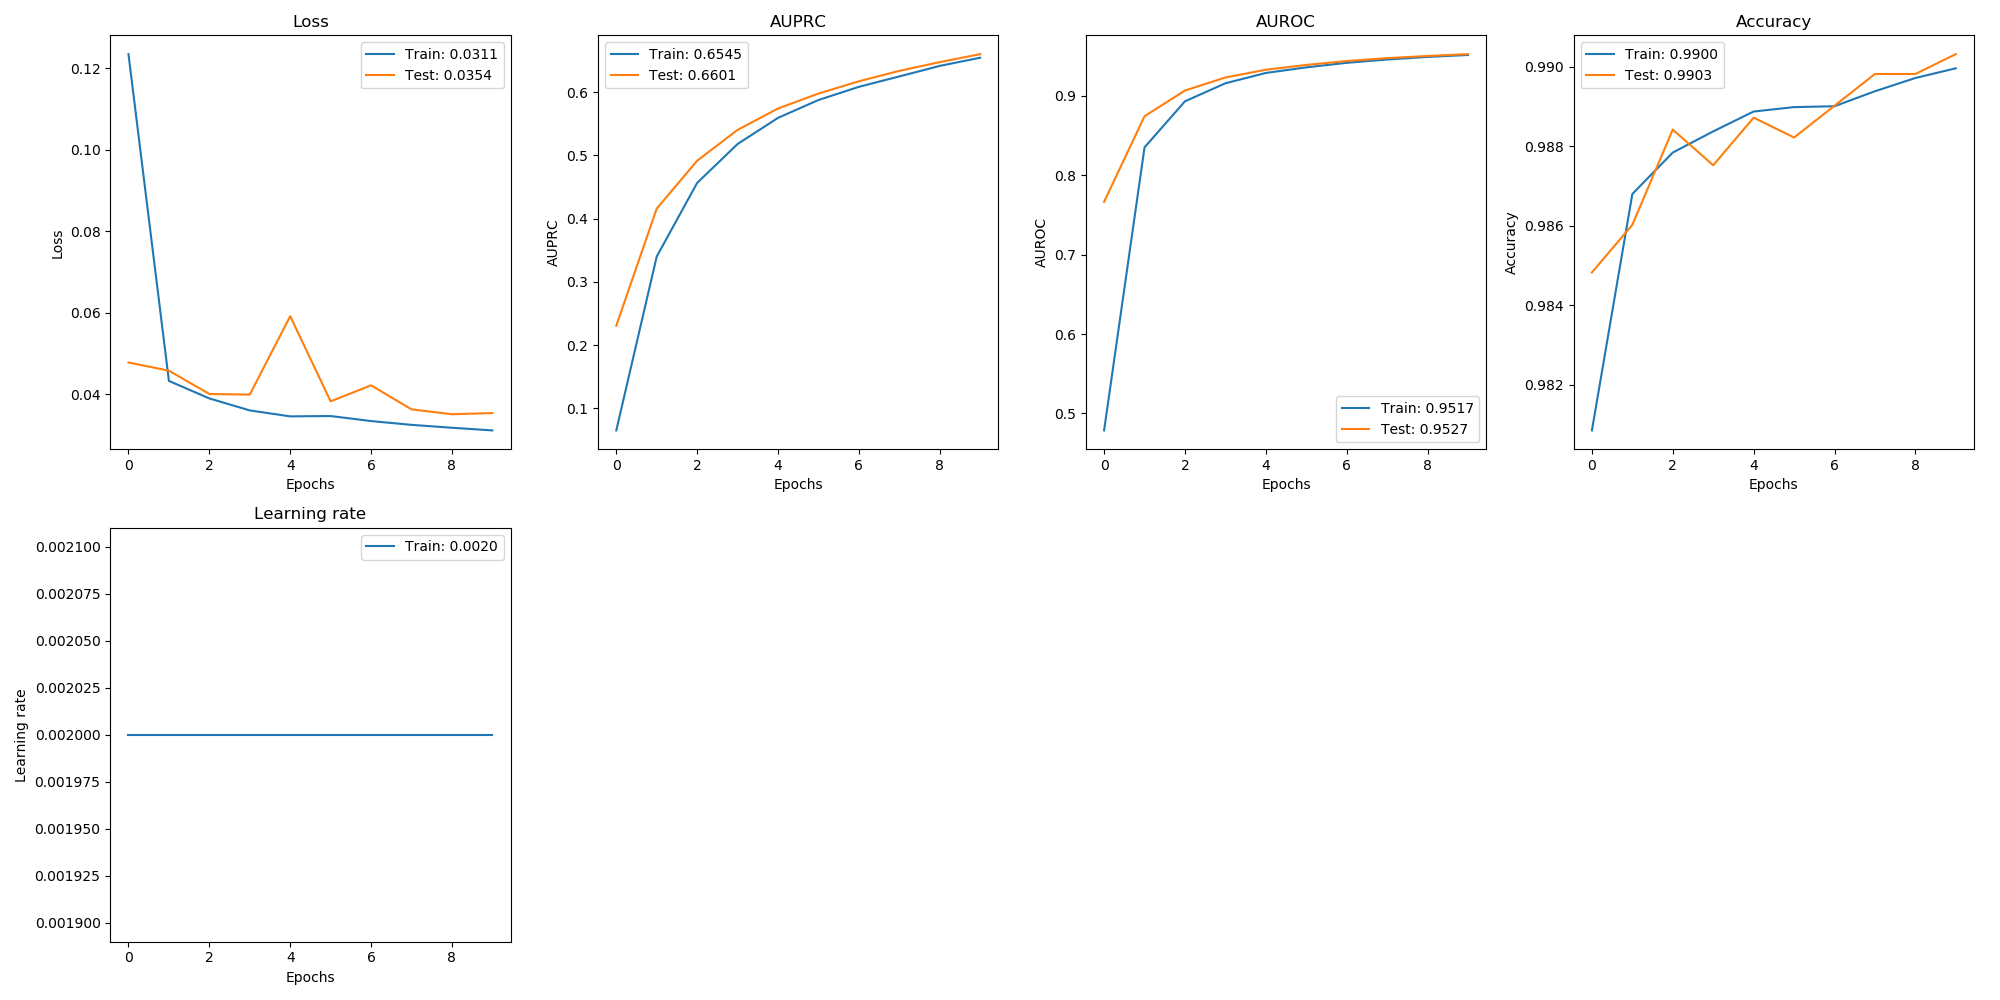 Loss
Train: 0.0311
Test: 0.0354
0.12
0.10
0.08
0.06
0.04
Loss
0 2 4 6 8
Epochs
AUPRC
Train: 0.6545
Test: 0.6601
0.6
0.5
0.4
0.3
0.2
0.1
AUPRC
0 2 4 6 8
Epochs
AUROC
0.9
0.8
0.7
0.6
0.5
AUROC
Train: 0.9517
Test: 0.9527
0 2 4 6 8
Epochs
Accuracy
Train: 0.9900
Test: 0.9903
0.990
0.988
0.986
0.984
0.982
Accuracy
0 2 4 6 8
Epochs
Learning rate
Train: 0.0020
0.002100
0.002075
0.002050
0.002025
0.002000
0.001975
0.001950
0.001925
0.001900
Learning rate
0 2 4 6 8
Epochs